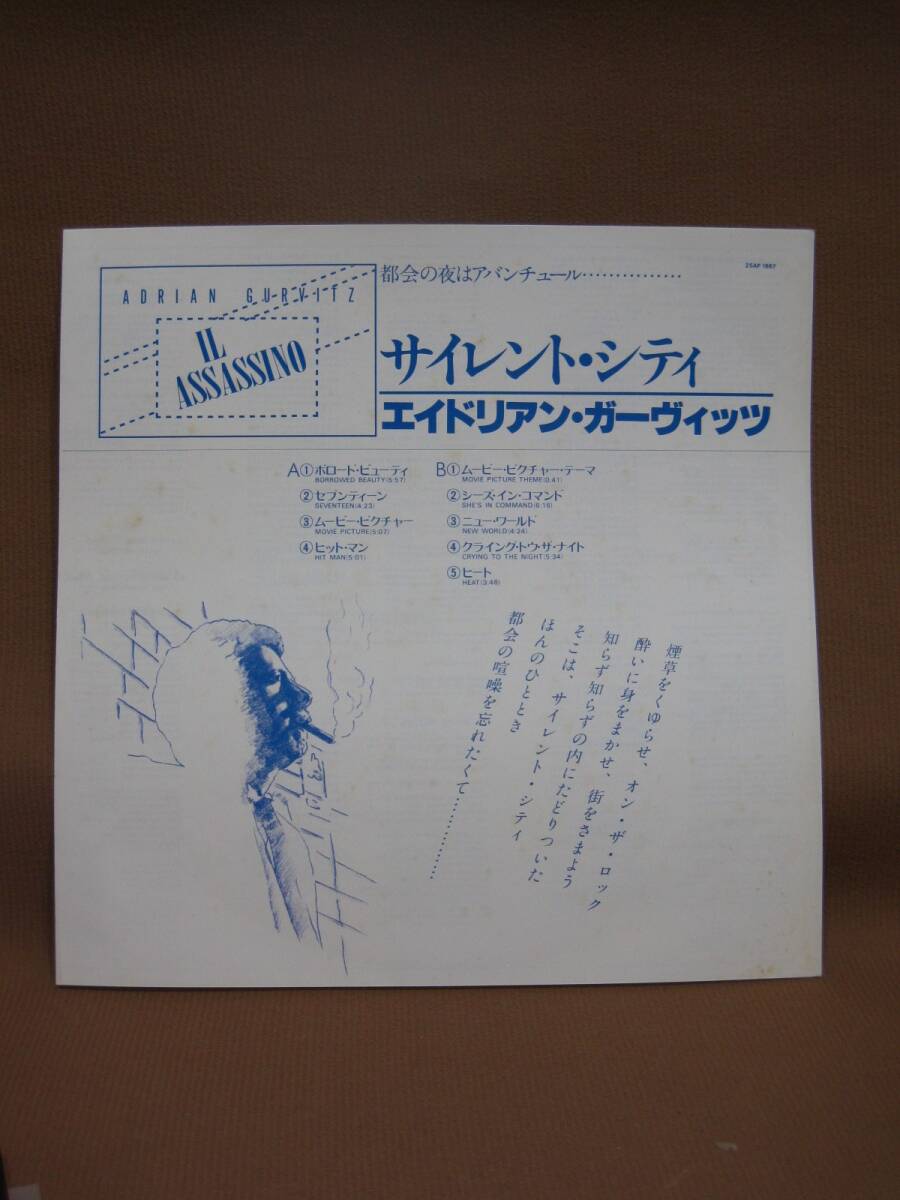 25AP 1867
都会の夜はアバンチュール……………
ADRIAN GURVITZ
IL
ASSASSINO
サイレント・シティ
エイドリアン・ガーヴィッツ
A①ボロード・ビューティ
BORROWED BEAUTY(5:57)
②セブンティーン
SEVENTEEN(4:23)
③ムービー・ピクチャー
MOVIE PICTURE(5:07)
④ヒット・マン
HIT MAN(5:01)
B①ムービー・ピクチャー・テーマ
MOVIE PICTURE THEME(0:41)
②シーズ・イン・コマンド
SHE'S IN COMMAND(6:16)
③ニュー・ワールド
NEW WORLD(4:24)
④クライング・トゥ・ザ・ナイト
CRYING TO THE NIGHT(5:34)
⑤ヒート
HEAT(3:46)
煙草をくゆらせ、オン・ザ・ロック
酔いに身をまかせ、街をさまよう
知らず知らずの内にたどりついた
そこは、サイレント・シティ
ほんのひととき
都会の喧噪を忘れたくて……………